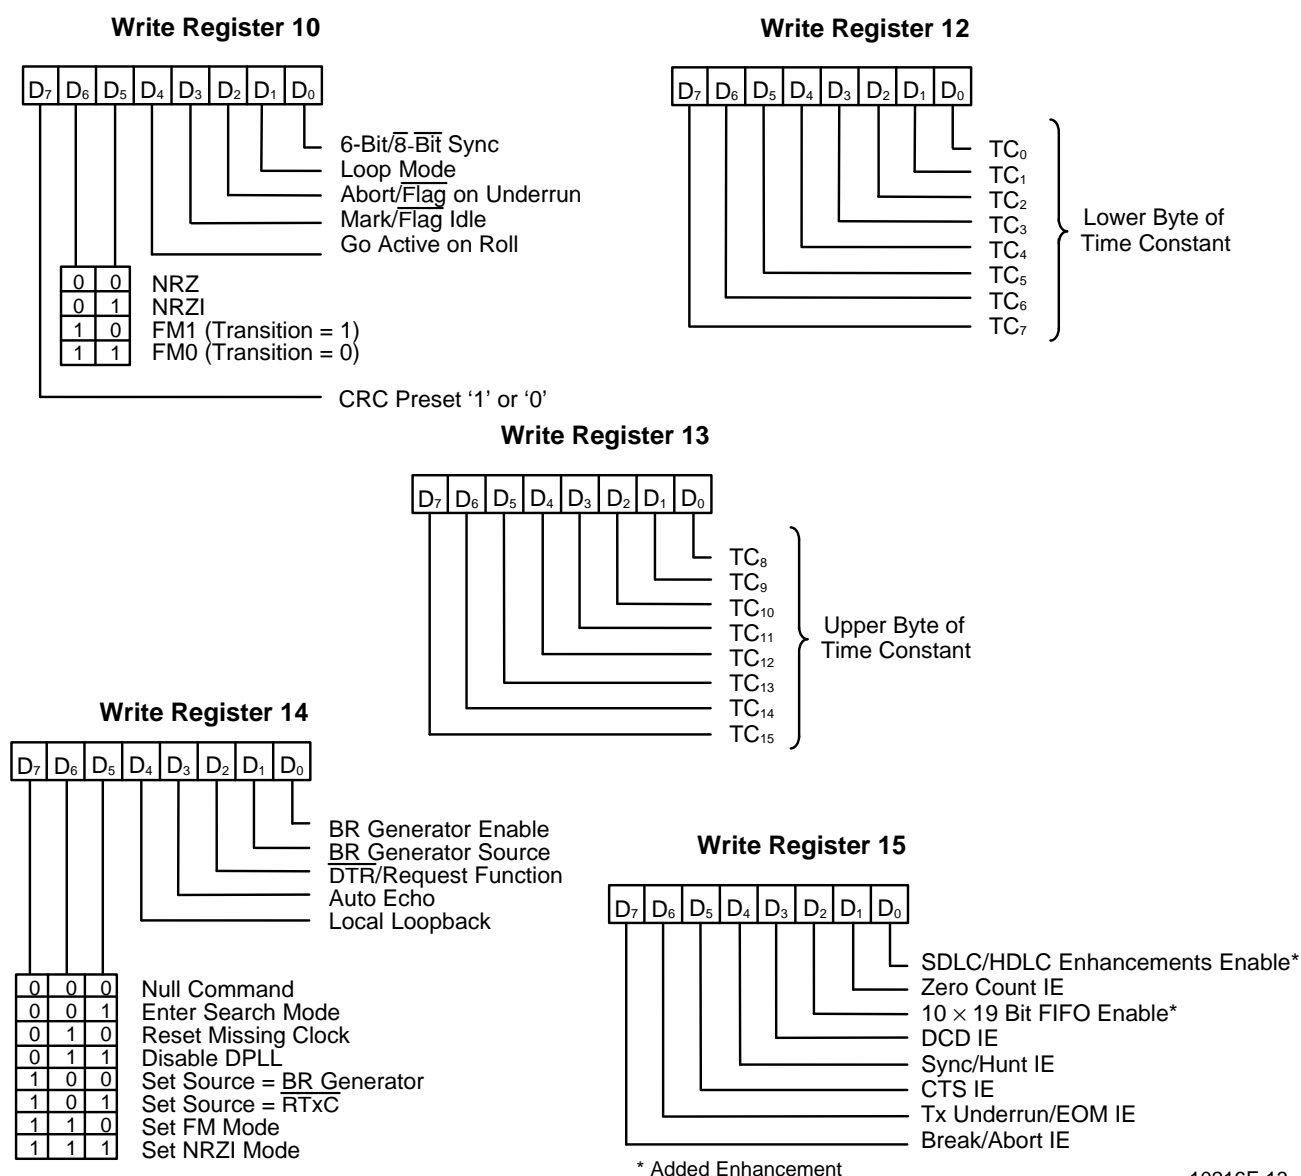 Write Register 10
D7 D6 D5 D4 D3 D2 D1 D0
6-Bit/8-Bit Sync
Loop Mode
Abort/Flag on Underrun
Mark/Flag Idle
Go Active on Roll
0 0 NRZ
0 1 NRZI
1 0 FM1 (Transition = 1)
1 1 FM0 (Transition = 0)
CRC Preset ‘1’ or ‘0’
Write Register 12
D7 D6 D5 D4 D3 D2 D1 D0
TC0
TC1
TC2
TC3
TC4
TC5
TC6
TC7
Lower Byte of
Time Constant
Write Register 13
D7 D6 D5 D4 D3 D2 D1 D0
TC8
TC9
TC10
TC11
TC12
TC13
TC14
TC15
Upper Byte of
Time Constant
Write Register 14
D7 D6 D5 D4 D3 D2 D1 D0
BR Generator Enable
BR Generator Source
DTR/Request Function
Auto Echo
Local Loopback
0 0 0 Null Command
0 0 1 Enter Search Mode
0 1 0 Reset Missing Clock
0 1 1 Disable DPLL
1 0 0 Set Source = BR Generator
1 0 1 Set Source = RTxC
1 1 0 Set FM Mode
1 1 1 Set NRZI Mode
Write Register 15
D7 D6 D5 D4 D3 D2 D1 D0
SDLC/HDLC Enhancements Enable*
Zero Count IE
10 × 19 Bit FIFO Enable*
DCD IE
Sync/Hunt IE
CTS IE
Tx Underrun/EOM IE
Break/Abort IE
* Added Enhancement